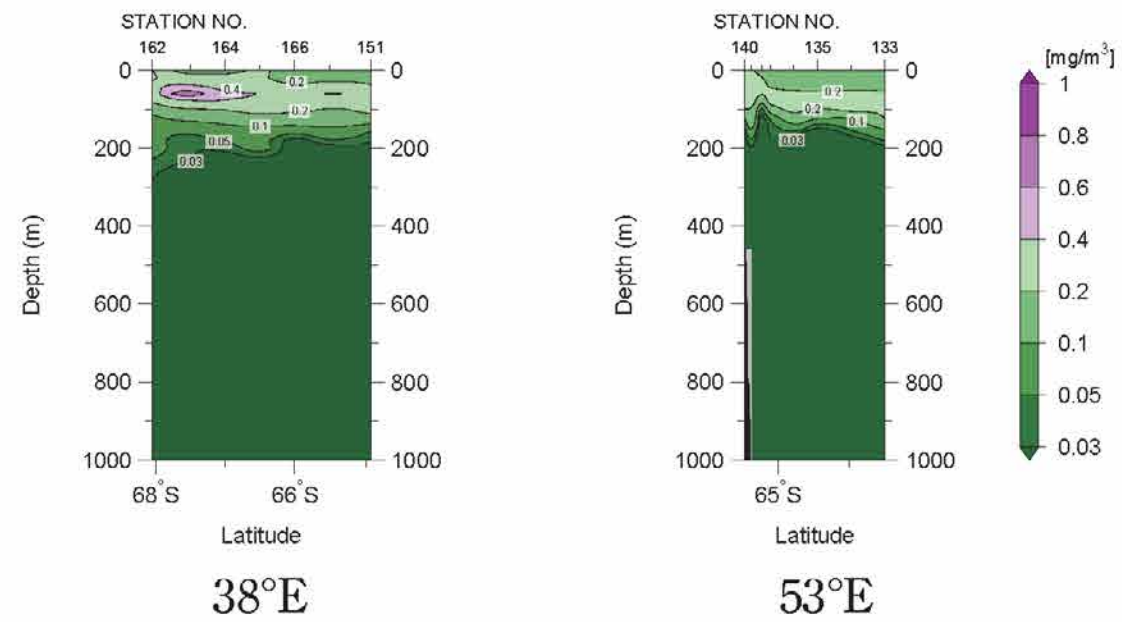 STATION NO.
162 164 166 151
0 0
200 200
400 400
600 600
800 800
1000 1000
Depth (m)
0.4 0.2
0.2
0.1
0.05
0.03
68°S 66°S
Latitude
38°E
STATION NO.
140 135 133
0 0
200 200
400 400
600 600
800 800
1000 1000
Depth (m)
0.2
0.2
0.1
0.03
65°S
Latitude
53°E
[mg/m³]
1
0.8
0.6
0.4
0.2
0.1
0.05
0.03